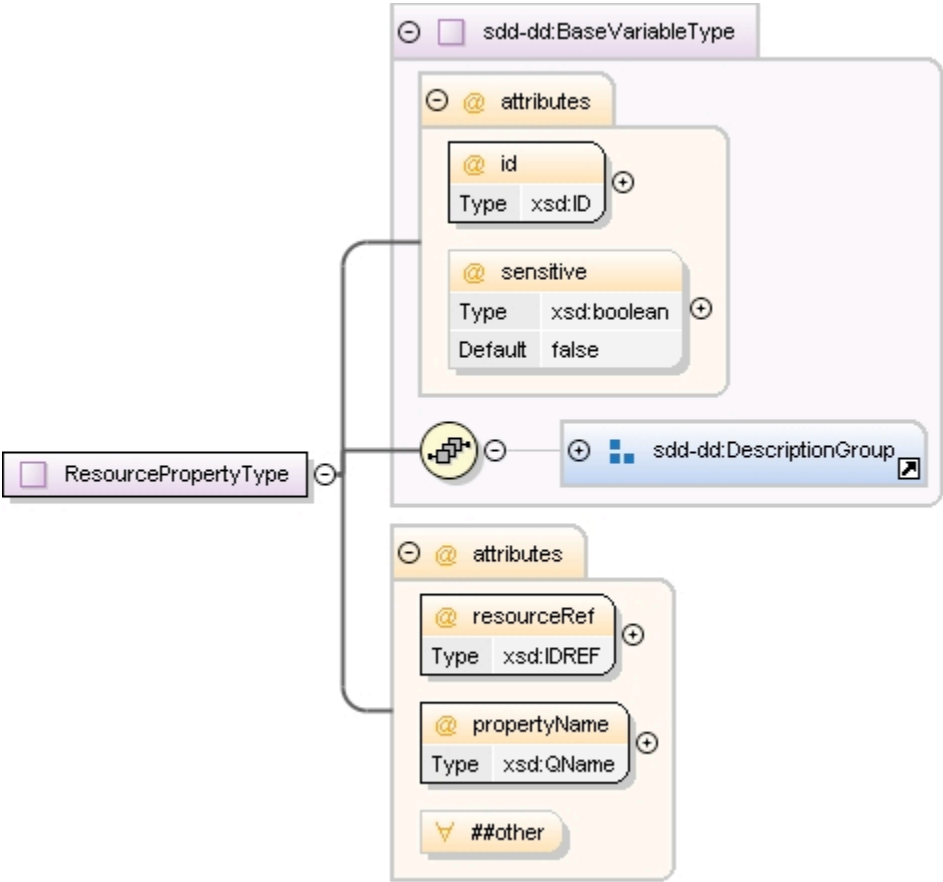 sdd-dd:BaseVariableType
@ attributes
@ id
Type xsd:ID
@ sensitive
Type xsd:boolean
Default false
sdd-dd:DescriptionGroup
ResourcePropertyType
@ attributes
@ resourceRef
Type xsd:IDREF
@ propertyName
Type xsd:QName
∀ ##other